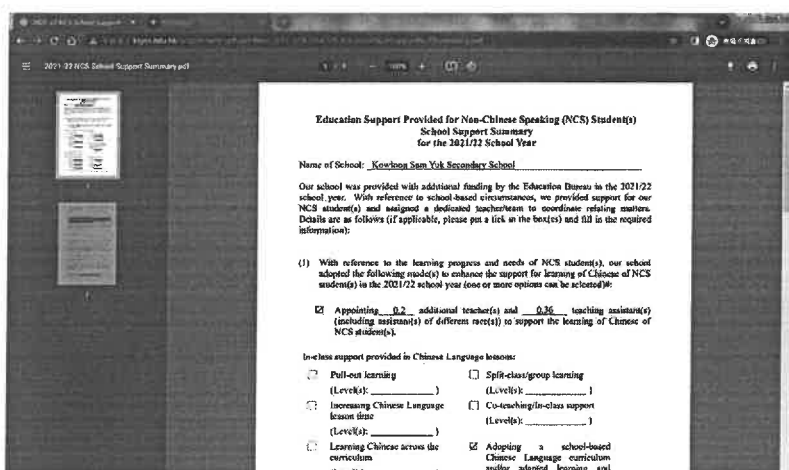 2021-22 NCS School Support Summary.pdf
Education Support Provided for Non-Chinese Speaking (NCS) Student(s)
School Support Summary
for the 2021/22 School Year
Name of School: Kowloon Sam Yuk Secondary School
Our school was provided with additional funding by the Education Bureau in the 2021/22
school year. With reference to school-based circumstances, we provided support for our
NCS student(s) and assigned a dedicated teacher/team to coordinate relating matters.
Details are as follows (if applicable, please put a tick in the box(es) and fill in the required
information):
(1) With reference to the learning progress and needs of NCS student(s), our school
adopted the following mode(s) to enhance the support for learning of Chinese of NCS
student(s) in the 2021/22 school year (one or more options can be selected)#:
☑ Appointing 0.2 additional teacher(s) and 0.36 teaching assistant(s)
(including assistant(s) of different race(s)) to support the learning of Chinese of
NCS student(s).
In-class support provided in Chinese Language lessons:
☐ Pull-out learning
(Level(s): ____________ )
☐ Increasing Chinese Language
lesson time
(Level(s): ____________ )
☐ Learning Chinese across the
curriculum
☐ Split-class/group learning
(Level(s): ____________ )
☐ Co-teaching/In-class support
(Level(s): ____________ )
☑ Adopting a school-based
Chinese Language curriculum
and/or adapted learning and